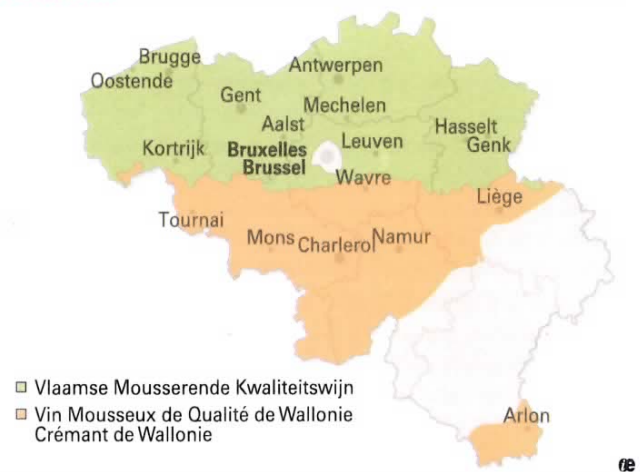 Brugge
Antwerpen
Oostende
Gent
Mechelen
Aalst
Hasselt
Leuven
Genk
Kortrijk
Bruxelles
Brussel
Wavre
Liège
Tournai
Mons
Charleroi
Namur
Vlaamse Mousserende Kwaliteitswijn
Vin Mousseux de Qualité de Wallonie
Crémant de Wallonie
Arlon